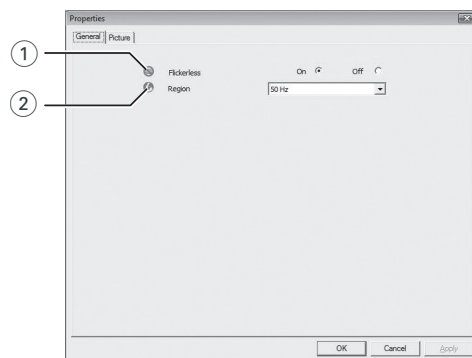 Properties
General Picture
1 Flickerless On Off
2 Region 50 Hz
OK Cancel Apply